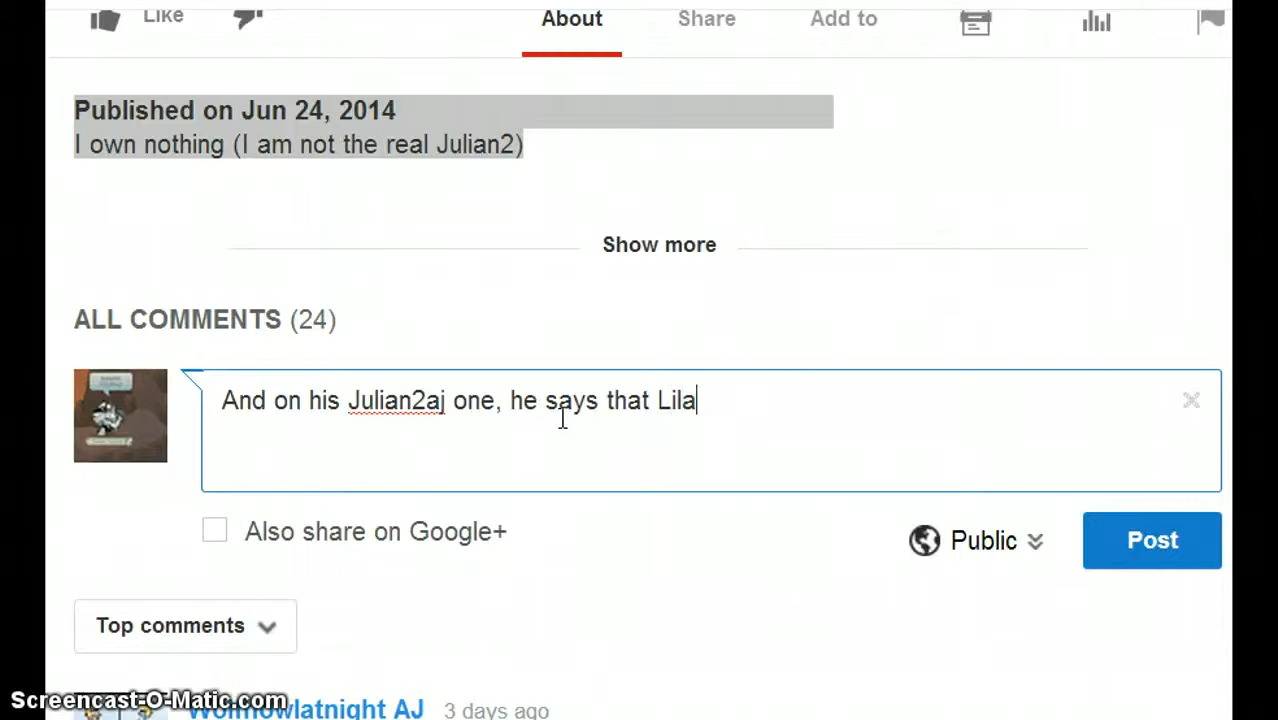 Like
About
Share
Add to
Published on Jun 24, 2014
I own nothing (I am not the real Julian2)
Show more
ALL COMMENTS (24)
And on his Julian2aj one, he says that Lila
Also share on Google+
Public
Post
Top comments
Screencast-O-Matic.com
AJ 3 days ago